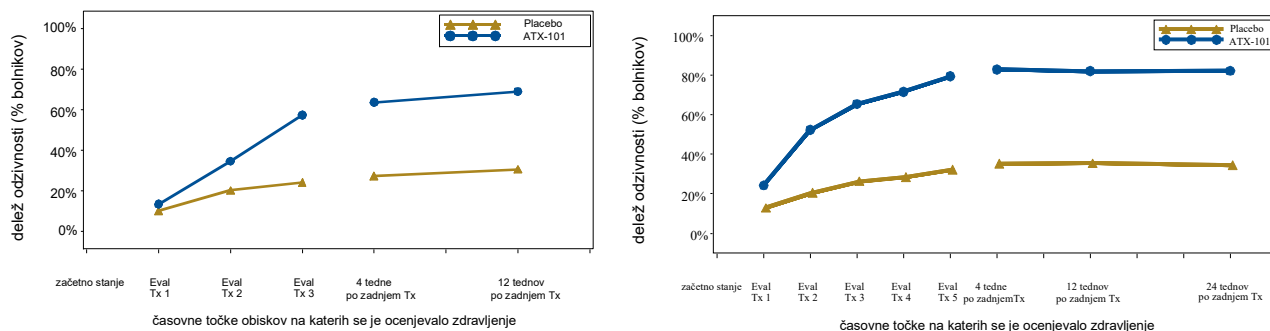 100%
80%
60%
40%
20%
0%
delež odzivnosti (% bolnikov)
Placebo
ATX-101
začetno stanje
Eval
Tx 1
Eval
Tx 2
Eval
Tx 3
4 tedne
po zadnjem Tx
12 tednov
po zadnjem Tx
časovne točke obiskov na katerih se je ocenjevalo zdravljenje
100%
80%
60%
40%
20%
0%
delež odzivnosti (% bolnikov)
Placebo
ATX-101
začetno stanje
Eval
Tx 1
Eval
Tx 2
Eval
Tx 3
Eval
Tx 4
Eval
Tx 5
4 tedne
po zadnjemTx
12 tednov
po zadnjem Tx
24 tednov
po zadnjem Tx
časovne točke na katerih se je ocenjevalo zdravljenje